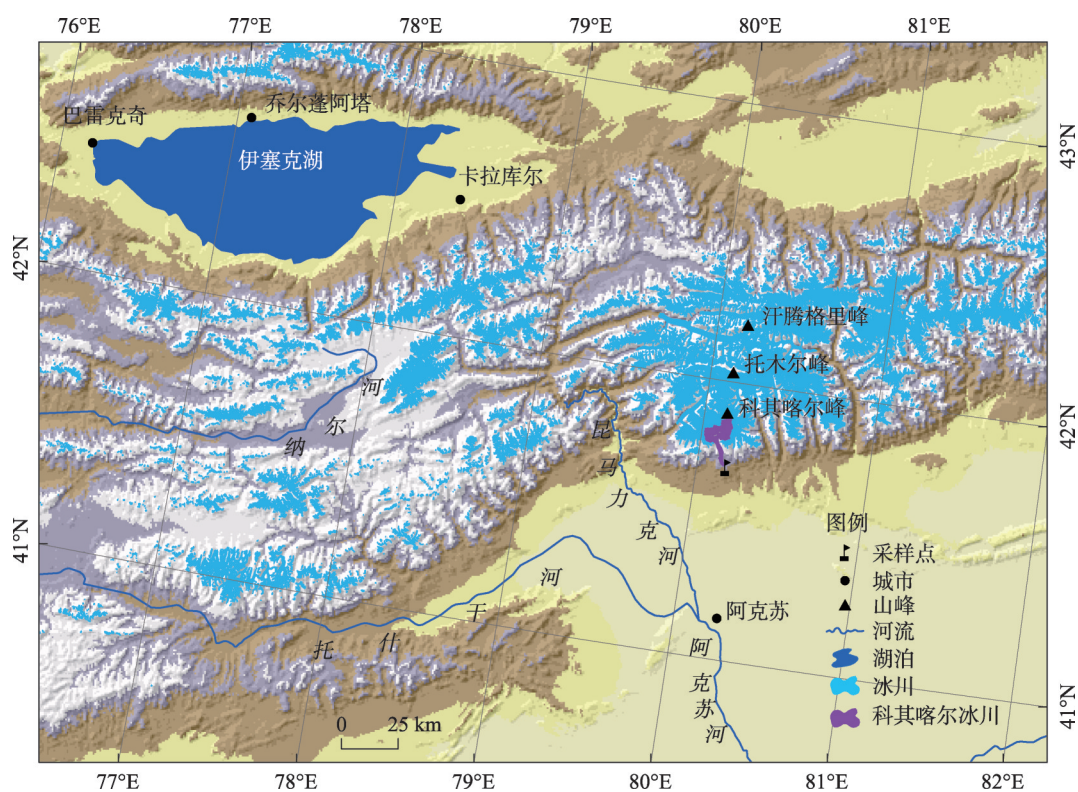 76°E
77°E
78°E
79°E
80°E
81°E
巴雷克奇
乔尔蓬阿塔
伊塞克湖
卡拉库尔
43°N
42°N
汗腾格里峰
托木尔峰
科其喀尔峰
42°N
纳尔河
昆马力克河
41°N
托什干河
阿克苏
阿克苏河
图例
采样点
城市
山峰
河流
湖泊
冰川
科其喀尔冰川
41°N
0 25 km
77°E
78°E
79°E
80°E
81°E
82°E